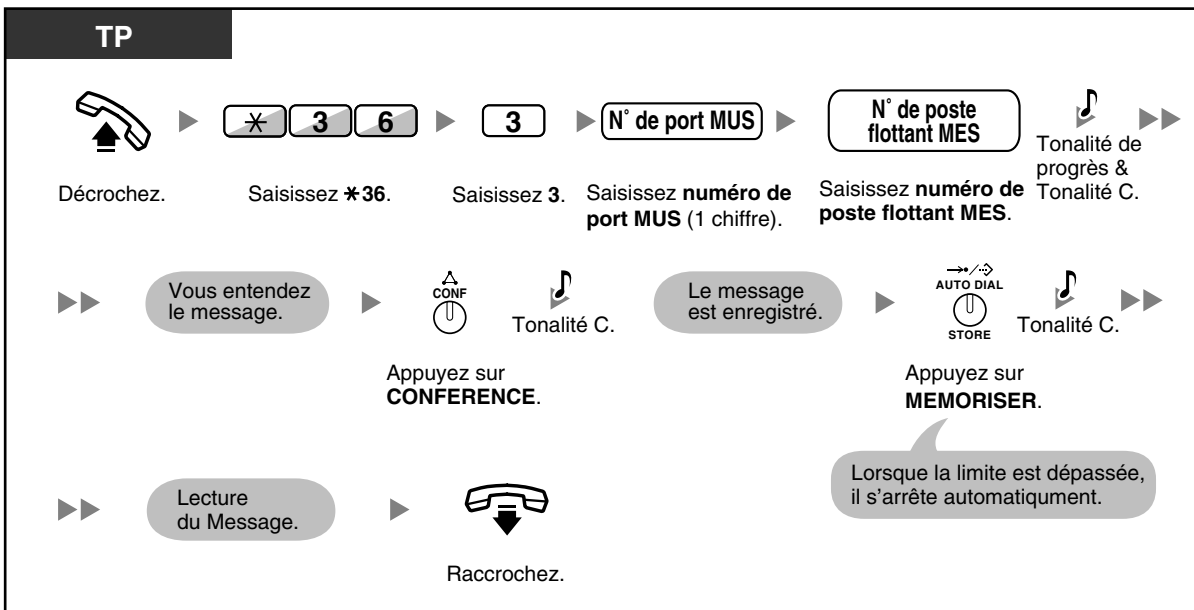 TP
✳ 3 6
3
N° de port MUS
N° de poste
flottant MES
Tonalité de
progrès &
Tonalité C.
Décrochez.
Saisissez ✳36.
Saisissez 3.
Saisissez numéro de
port MUS (1 chiffre).
Saisissez numéro de
poste flottant MES.
Vous entendez
le message.
CONF
Tonalité C.
Appuyez sur
CONFERENCE.
Le message
est enregistré.
AUTO DIAL
STORE
Tonalité C.
Appuyez sur
MEMORISER.
Lorsque la limite est dépassée,
il s'arrête automatiqument.
Lecture
du Message.
Raccrochez.